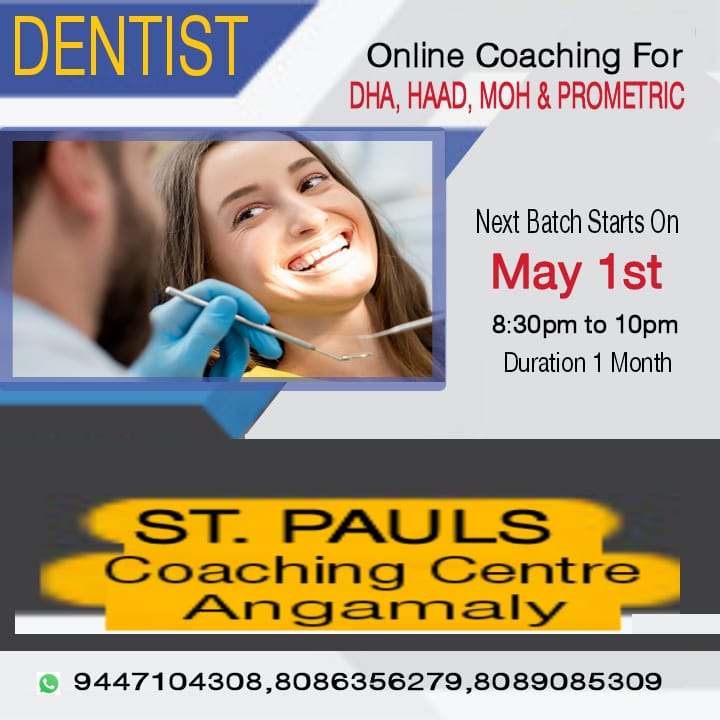 DENTIST
Online Coaching For
DHA, HAAD, MOH & PROMETRIC
Next Batch Starts On
May 1st
8:30pm to 10pm
Duration 1 Month
ST. PAULS
Coaching Centre
Angamaly
9447104308,8086356279,8089085309